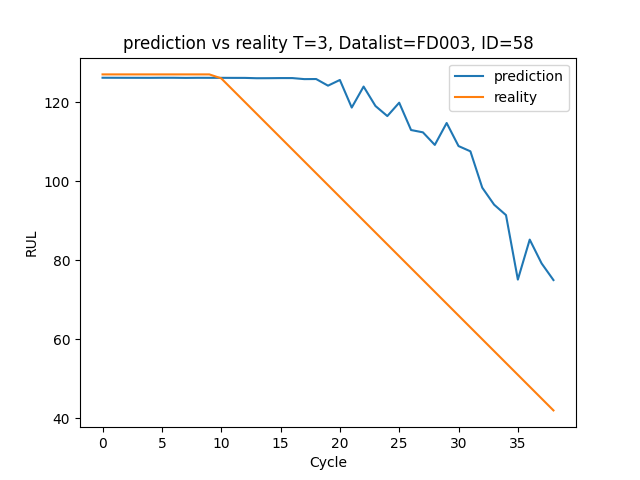 prediction vs reality T=3, Datalist=FD003, ID=58
prediction
reality
120
100
80
60
40
RUL
0 5 10 15 20 25 30 35
Cycle